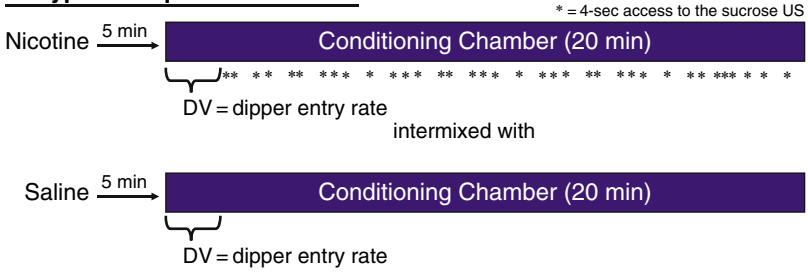 * = 4-sec access to the sucrose US
Nicotine 5 min Conditioning Chamber (20 min)
** ** ** *** * *** ** *** * *** ** *** * ** *** * * *
DV = dipper entry rate
intermixed with
Saline 5 min Conditioning Chamber (20 min)
DV = dipper entry rate